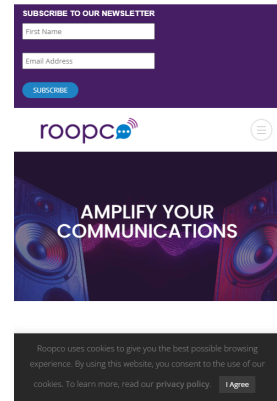 SUBSCRIBE TO OUR NEWSLETTER
First Name
Email Address
SUBSCRIBE
roopco
AMPLIFY YOUR
COMMUNICATIONS
Roopco uses cookies to give you the best possible browsing
experience. By using this website, you consent to the use of our
cookies. To learn more, read our privacy policy. I Agree